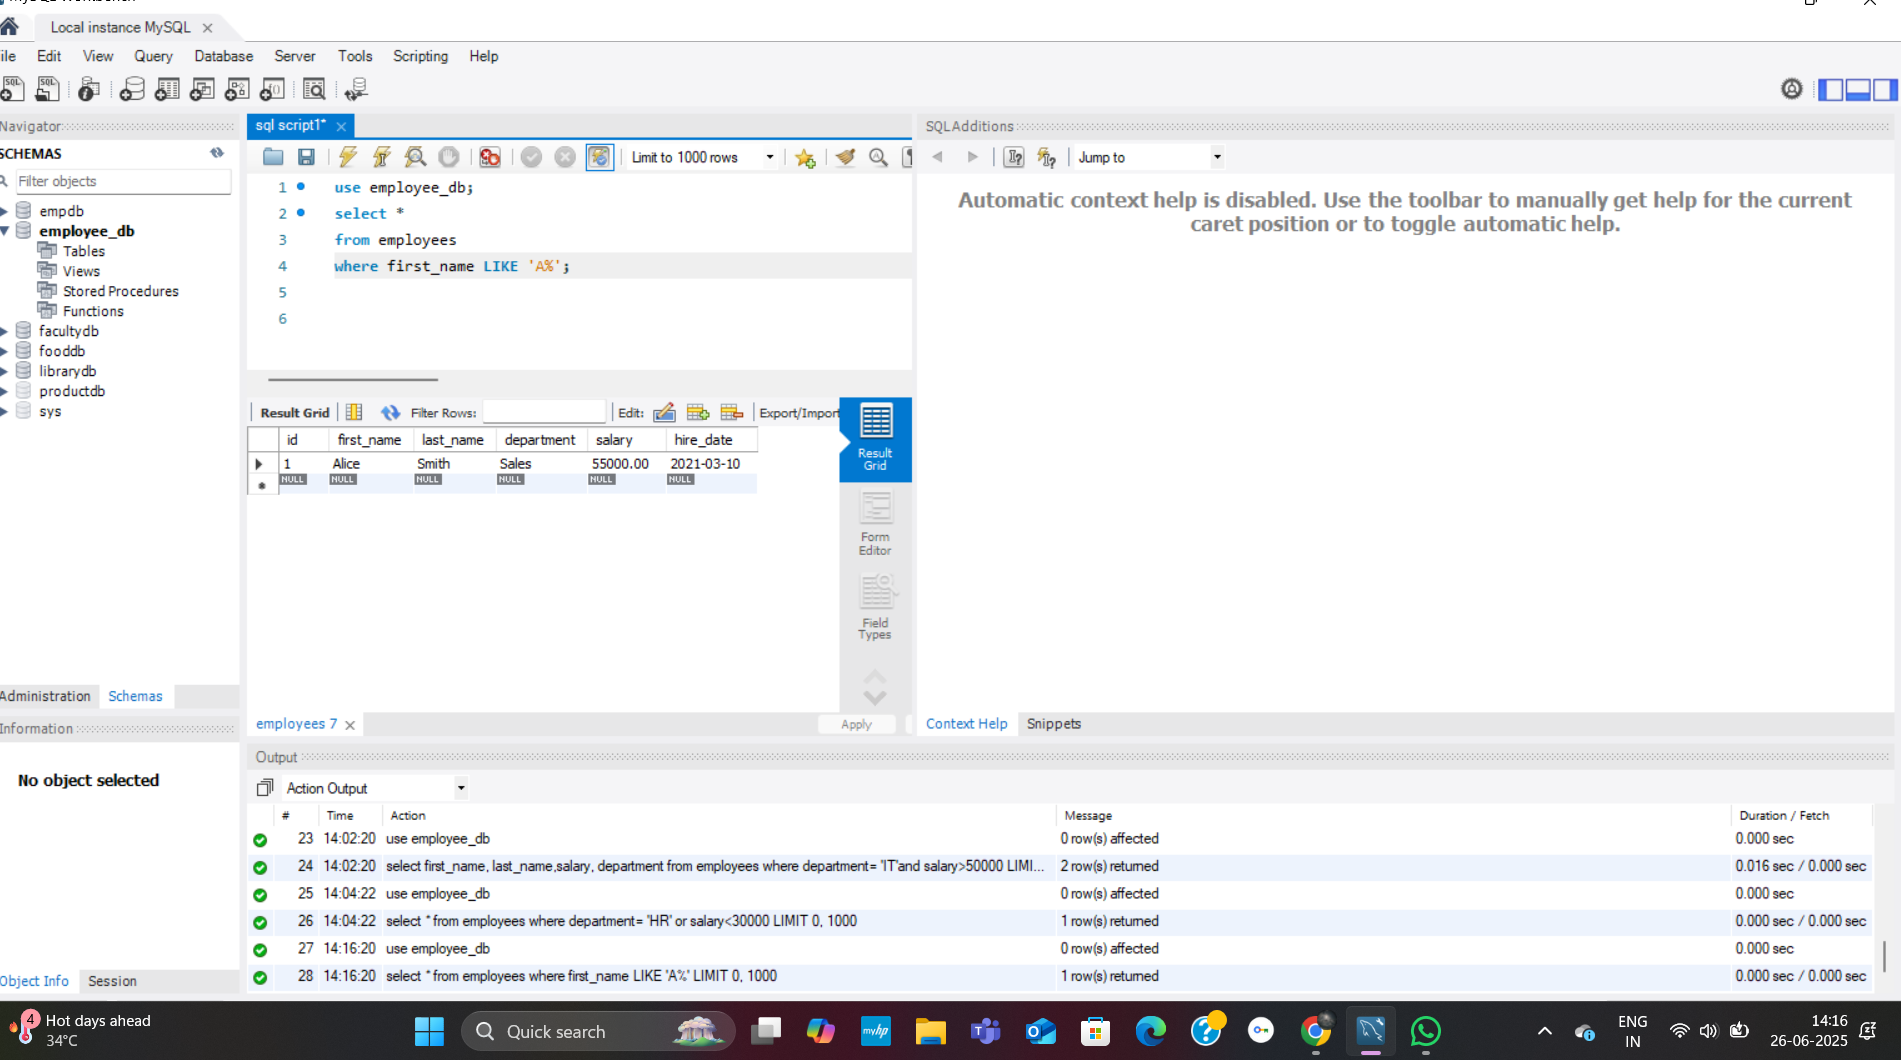 Local instance MySQL
ile Edit View Query Database Server Tools Scripting Help
Navigator
SCHEMAS
Filter objects
empdb
employee_db
Tables
Views
Stored Procedures
Functions
facultydb
fooddb
librarydb
productdb
sys
Administration Schemas
Information
No object selected
Object Info Session
sql script1*
Limit to 1000 rows
1 use employee_db;
2 select *
3 from employees
4 where first_name LIKE 'A%';
5
6
Result Grid Filter Rows: Edit: Export/Import
id first_name last_name department salary hire_date
1 Alice Smith Sales 55000.00 2021-03-10
NULL NULL NULL NULL NULL NULL
Result
Grid
Form
Editor
Field
Types
employees 7 Apply
SQLAdditions
Jump to
Automatic context help is disabled. Use the toolbar to manually get help for the current
caret position or to toggle automatic help.
Context Help Snippets
Output
Action Output
# Time Action Message Duration / Fetch
23 14:02:20 use employee_db 0 row(s) affected 0.000 sec
24 14:02:20 select first_name, last_name,salary, department from employees where department= 'IT'and salary>50000 LIMI... 2 row(s) returned 0.016 sec / 0.000 sec
25 14:04:22 use employee_db 0 row(s) affected 0.000 sec
26 14:04:22 select * from employees where department= 'HR' or salary<30000 LIMIT 0, 1000 1 row(s) returned 0.000 sec / 0.000 sec
27 14:16:20 use employee_db 0 row(s) affected 0.000 sec
28 14:16:20 select * from employees where first_name LIKE 'A%' LIMIT 0, 1000 1 row(s) returned 0.000 sec / 0.000 sec
4
Hot days ahead
34°C
Quick search
myhp
ENG
IN
14:16
26-06-2025